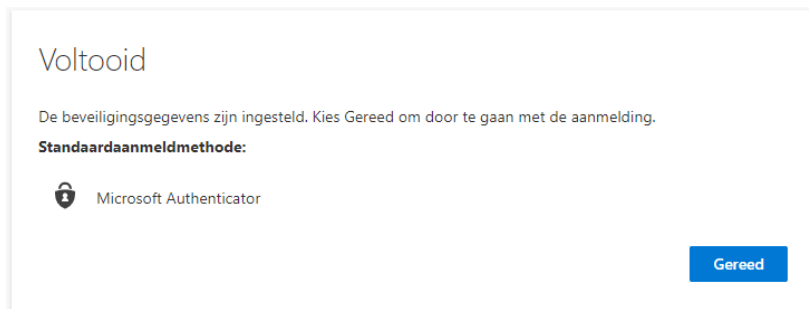 Voltooid
De beveiligingsgegevens zijn ingesteld. Kies Gereed om door te gaan met de aanmelding.
Standaardaanmeldmethode:
Microsoft Authenticator
Gereed